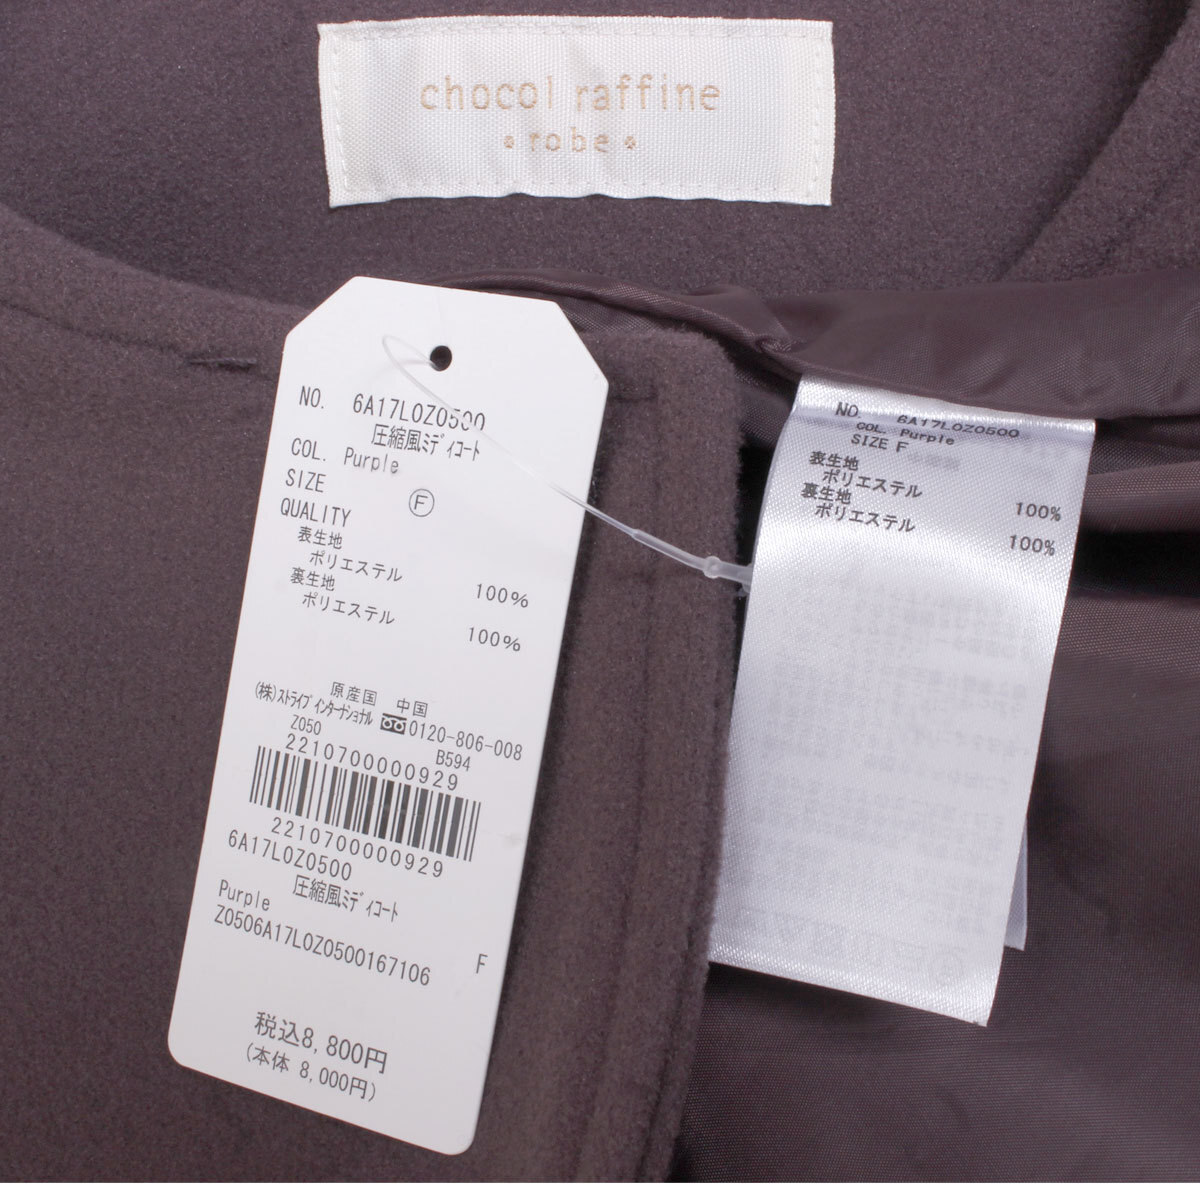 chocol raffine
• robe •
NO. 6A17L0Z0500
圧縮風ミディコート
COL. Purple
SIZE F
QUALITY
表生地
ポリエステル 100%
裏生地
ポリエステル 100%
原産国 中国
(株)ストライプインターナショナル 0120-806-008
Z050 B594
2210700000929
2210700000929
6A17L0Z0500
圧縮風ミディコート
Purple
Z0506A17L0Z0500167106 F
税込8,800円
(本体 8,000円)
NO. 6A17L0Z0500
COL. Purple
SIZE F
表生地
ポリエステル 100%
裏生地
ポリエステル 100%